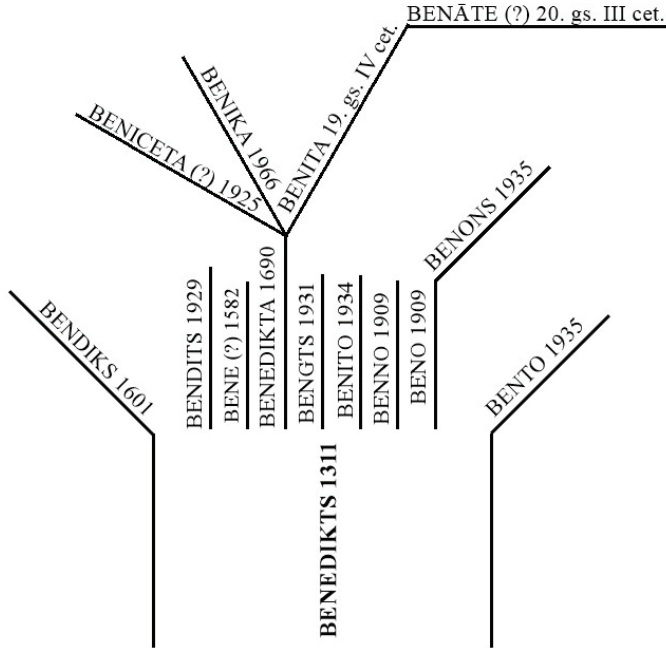 BENĀTE (?) 20. gs. III cet.
BENITA 19. gs. IV cet.
BENIKA 1966
BENICETA (?) 1925
BENONS 1935
BENDIKS 1601
BENDITS 1929
BENE (?) 1582
BENEDIKTA 1690
BENGTS 1931
BENITO 1934
BENNO 1909
BENO 1909
BENTO 1935
BENEDIKTS 1311